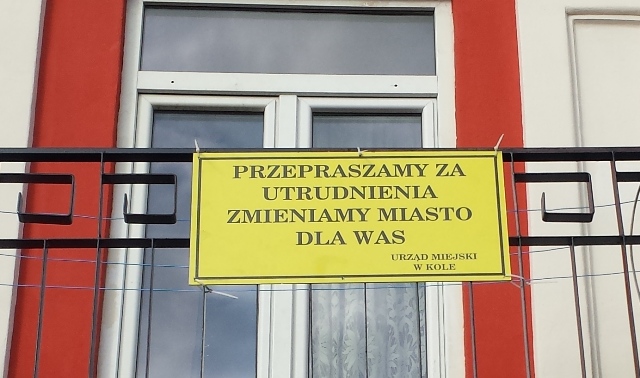 PRZEPRASZAMY ZA
UTRUDNIENIA
ZMIENIAMY MIASTO
DLA WAS
URZĄD MIEJSKI
W KOLE